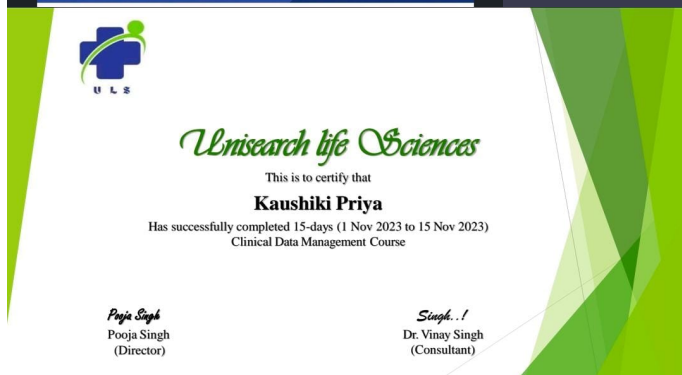 U L S
Unisearch life Sciences
This is to certify that
Kaushiki Priya
Has successfully completed 15-days (1 Nov 2023 to 15 Nov 2023)
Clinical Data Management Course
Pooja Singh
Pooja Singh
(Director)
Singh..!
Dr. Vinay Singh
(Consultant)